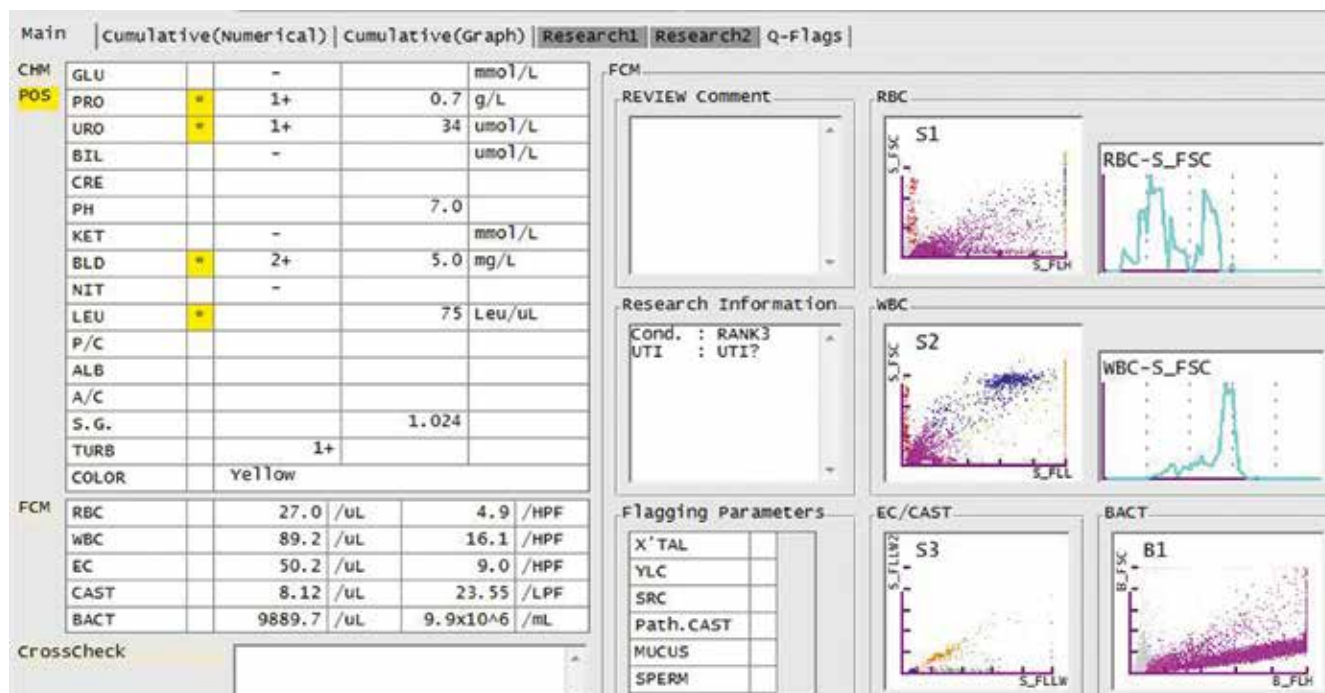 Main Cumulative(Numerical) Cumulative(Graph) Research1 Research2 Q-Flags
CHM
POS
GLU - mmol/L
PRO * 1+ 0.7 g/L
URO * 1+ 34 umol/L
BIL - umol/L
CRE
PH 7.0
KET - mmol/L
BLD * 2+ 5.0 mg/L
NIT -
LEU * 75 Leu/uL
P/C
ALB
A/C
S.G. 1.024
TURB 1+
COLOR Yellow
FCM
RBC 27.0 /uL 4.9 /HPF
WBC 89.2 /uL 16.1 /HPF
EC 50.2 /uL 9.0 /HPF
CAST 8.12 /uL 23.55 /LPF
BACT 9889.7 /uL 9.9x10^6 /mL
CrossCheck
FCM
REVIEW Comment
Research Information
Cond. : RANK3
UTI : UTI?
Flagging Parameters
X'TAL
YLC
SRC
Path.CAST
MUCUS
SPERM
RBC
S1
S_FSC
S_FLH
RBC-S_FSC
WBC
S2
S_FSC
S_FLL
WBC-S_FSC
EC/CAST
S3
S_FLLW2
S_FLLW
BACT
B1
B_FSC
B_FLH